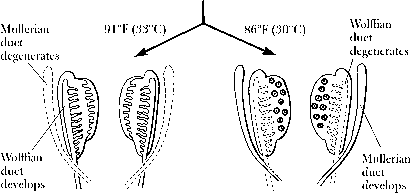 Mullerian
duct
degenerates
91°F (33°C)
86°F (30°C)
Wolffian
duct
degenerates
Wolffian
duct
develops
Mullerian
duct
develops